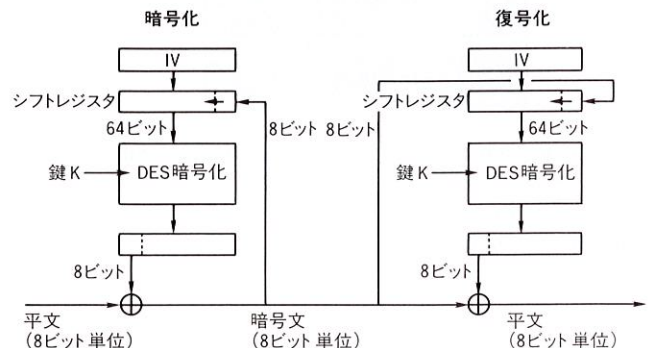 暗号化
復号化
IV
IV
シフトレジスタ
シフトレジスタ
64ビット
8ビット
8ビット
64ビット
鍵K
DES暗号化
鍵K
DES暗号化
8ビット
8ビット
平文
(8ビット単位)
暗号文
(8ビット単位)
平文
(8ビット単位)